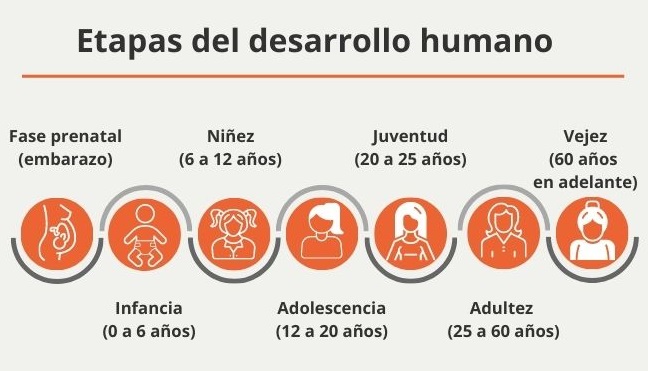 Etapas del desarrollo humano
Fase prenatal
(embarazo)
Infancia
(0 a 6 años)
Niñez
(6 a 12 años)
Adolescencia
(12 a 20 años)
Juventud
(20 a 25 años)
Adultez
(25 a 60 años)
Vejez
(60 años
en adelante)